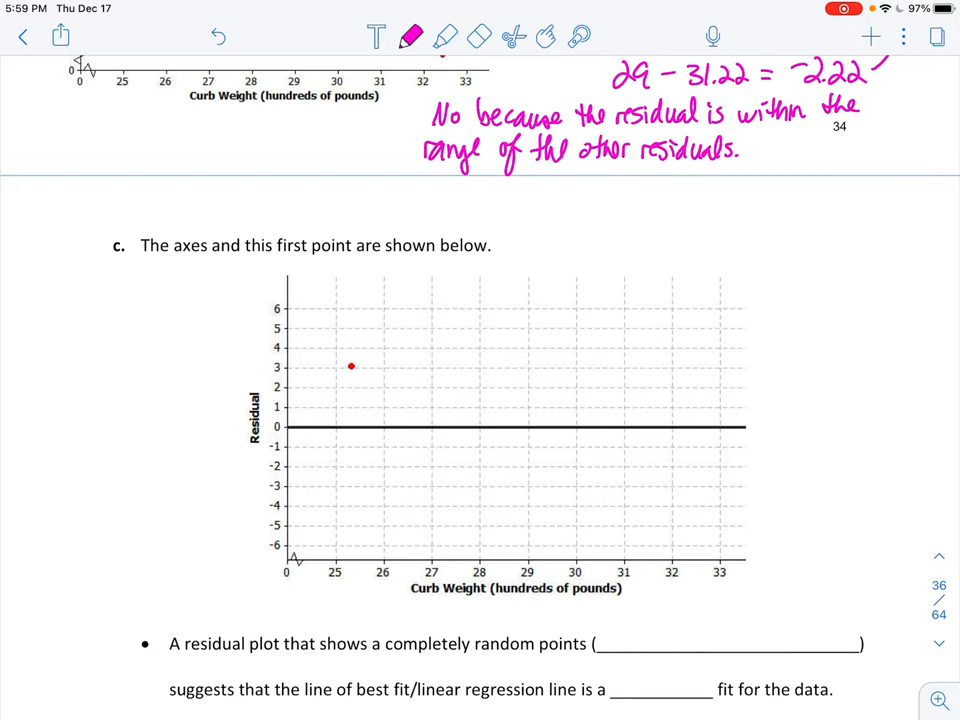 5:59 PM Thu Dec 17
97%
T
29 - 31.22 = -2.22
0
0 25 26 27 28 29 30 31 32 33
Curb Weight (hundreds of pounds)
No because the residual is within the
34
range of the other residuals.
c. The axes and this first point are shown below.
6
5
4
3
2
1
0
-1
-2
-3
-4
-5
-6
Residual
0 25 26 27 28 29 30 31 32 33
Curb Weight (hundreds of pounds)
36
/
64
• A residual plot that shows a completely random points (____________________________)
suggests that the line of best fit/linear regression line is a ___________ fit for the data.